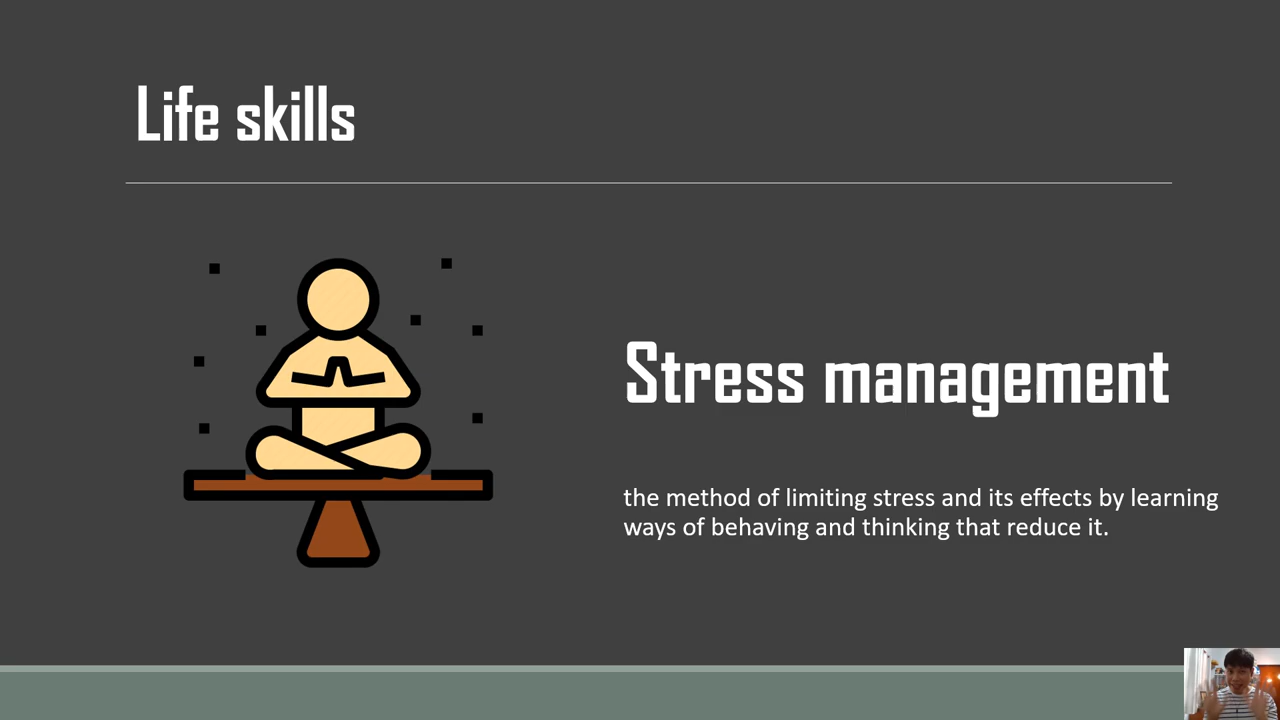 Life skills
Stress management
the method of limiting stress and its effects by learning
ways of behaving and thinking that reduce it.